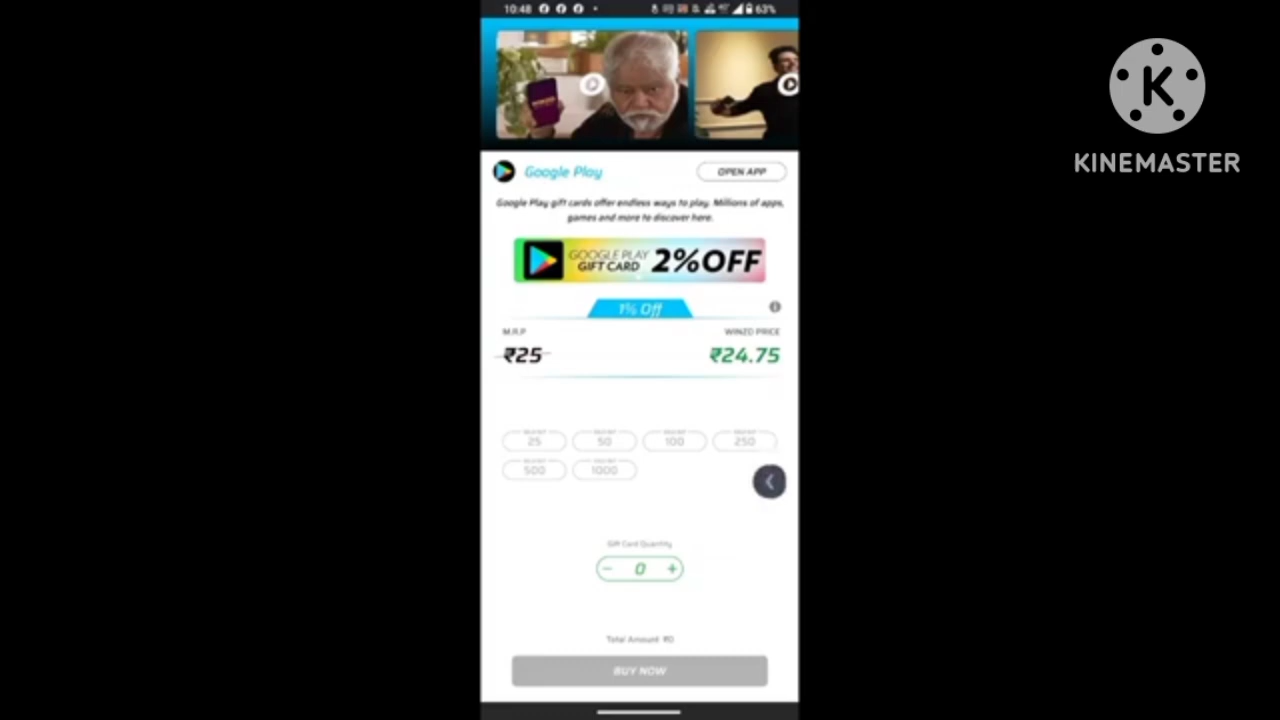 10:48
63%
Google Play
OPEN APP
Google Play gift cards offer endless ways to play. Millions of apps,
games and more to discover here.
GOOGLE PLAY
GIFT CARD
2%OFF
1% Off
M.R.P
WINZO PRICE
₹25
₹24.75
25
50
100
250
500
1000
Gift Card Quantity
− 0 +
Total Amount ₹0
BUY NOW
K
KINEMASTER